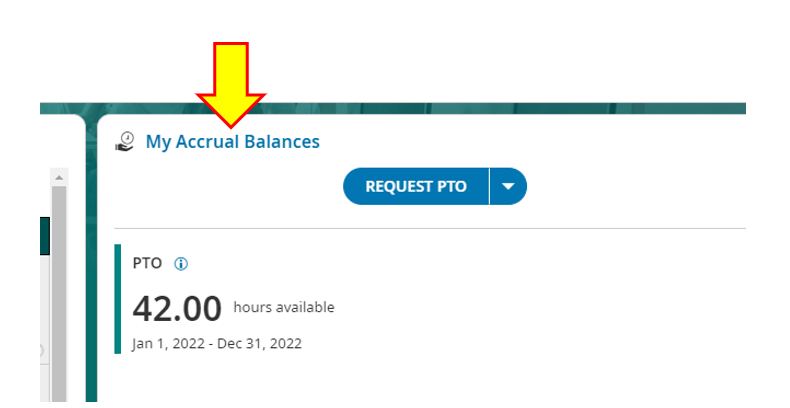 My Accrual Balances
REQUEST PTO
PTO
42.00 hours available
Jan 1, 2022 - Dec 31, 2022